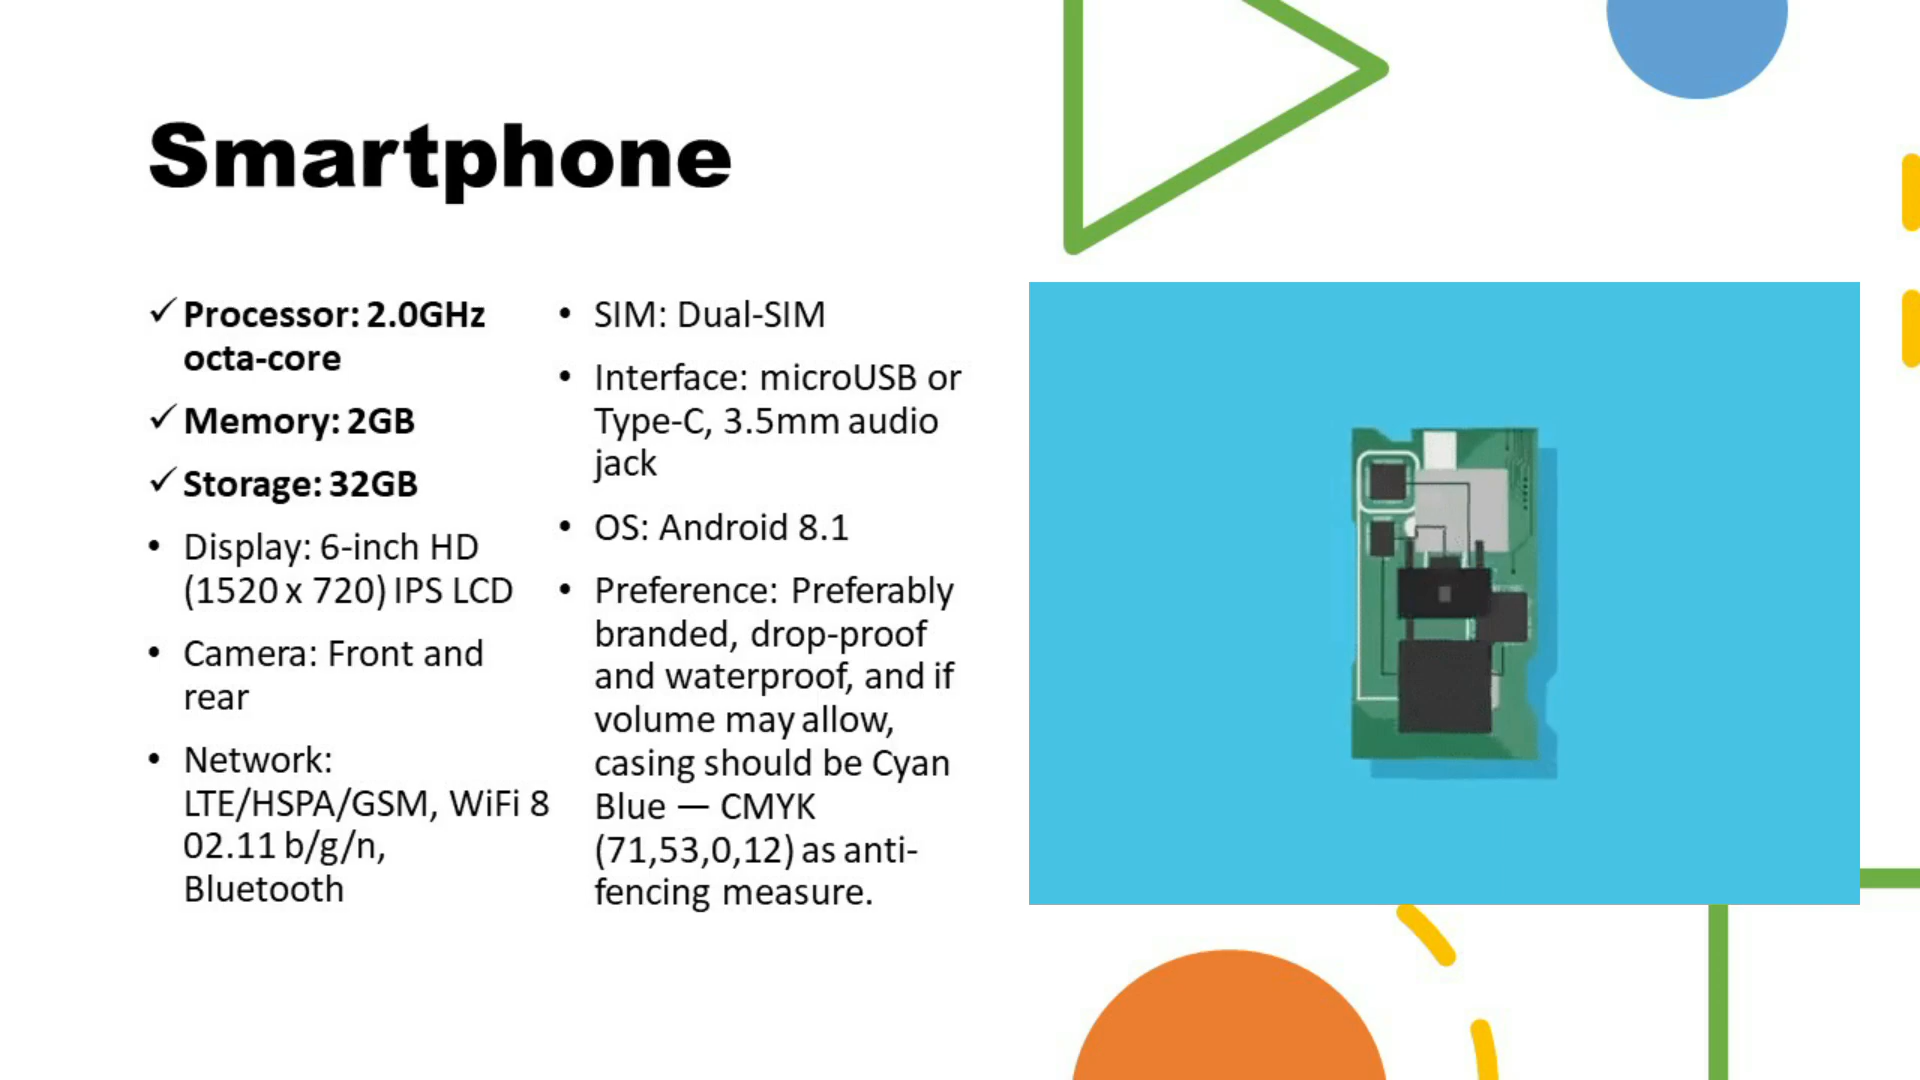 Smartphone
✓ Processor: 2.0GHz
octa-core
✓ Memory: 2GB
✓ Storage: 32GB
• Display: 6-inch HD
(1520 x 720) IPS LCD
• Camera: Front and
rear
• Network:
LTE/HSPA/GSM, WiFi 8
02.11 b/g/n,
Bluetooth
• SIM: Dual-SIM
• Interface: microUSB or
Type-C, 3.5mm audio
jack
• OS: Android 8.1
• Preference: Preferably
branded, drop-proof
and waterproof, and if
volume may allow,
casing should be Cyan
Blue — CMYK
(71,53,0,12) as anti-
fencing measure.